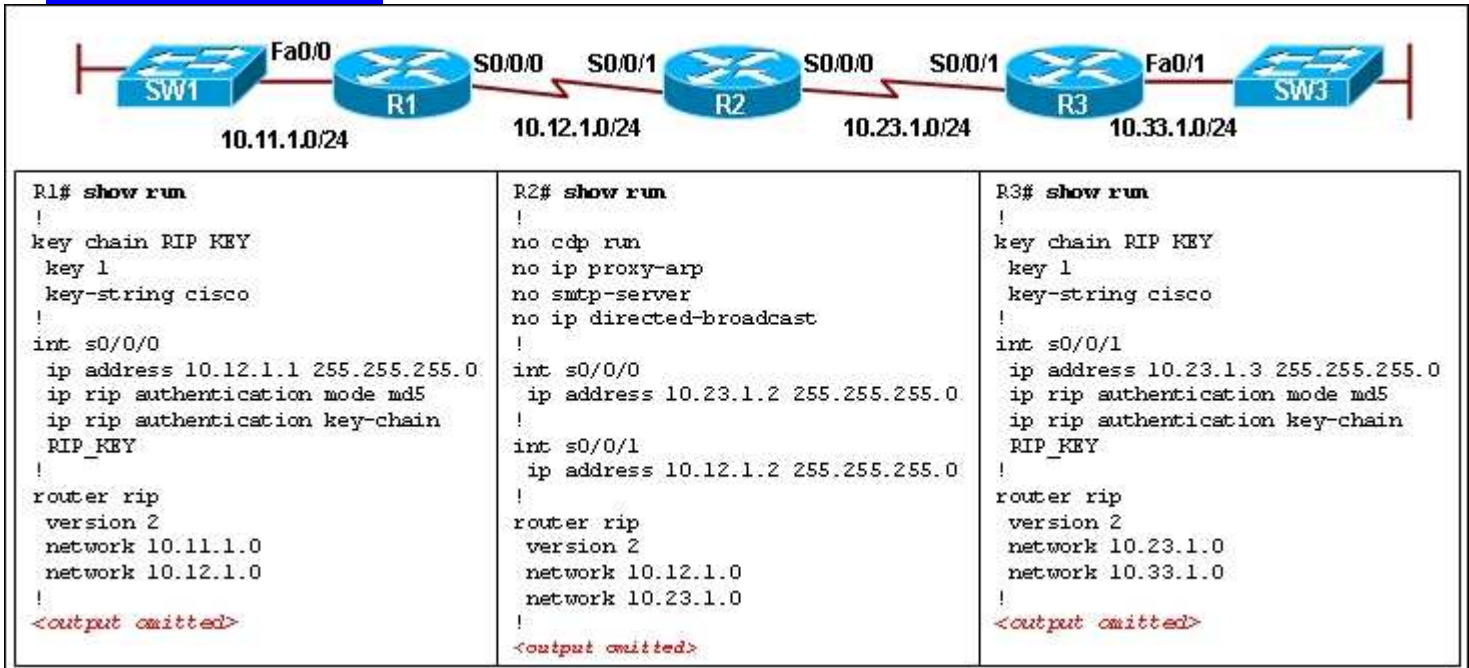 Fa0/0 S0/0/0 S0/0/1 S0/0/0 S0/0/1 Fa0/1
SW1 R1 R2 R3 SW3
10.11.1.0/24 10.12.1.0/24 10.23.1.0/24 10.33.1.0/24
R1# show run
!
key chain RIP KEY
key 1
key-string cisco
!
int s0/0/0
ip address 10.12.1.1 255.255.255.0
ip rip authentication mode md5
ip rip authentication key-chain
RIP_KEY
!
router rip
version 2
network 10.11.1.0
network 10.12.1.0
!
<output omitted>
R2# show run
!
no cdp run
no ip proxy-arp
no smtp-server
no ip directed-broadcast
!
int s0/0/0
ip address 10.23.1.2 255.255.255.0
!
int s0/0/1
ip address 10.12.1.2 255.255.255.0
!
router rip
version 2
network 10.12.1.0
network 10.23.1.0
!
<output omitted>
R3# show run
!
key chain RIP KEY
key 1
key-string cisco
!
int s0/0/1
ip address 10.23.1.3 255.255.255.0
ip rip authentication mode md5
ip rip authentication key-chain
RIP_KEY
!
router rip
version 2
network 10.23.1.0
network 10.33.1.0
!
<output omitted>